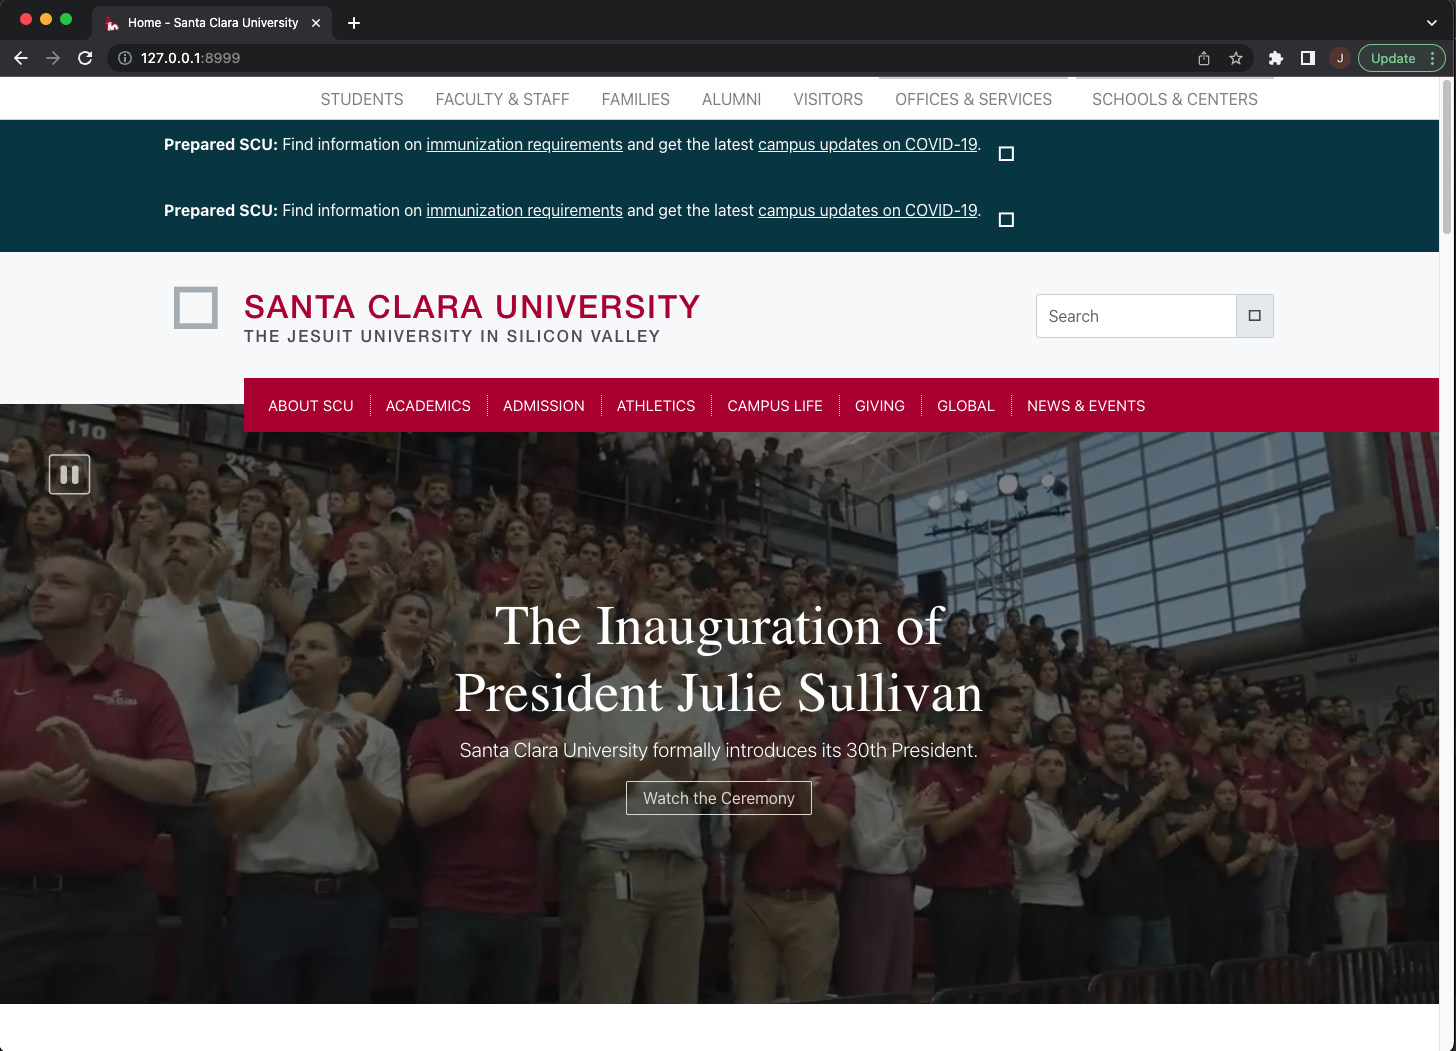 Home - Santa Clara University
127.0.0.1:8999
J
Update
STUDENTS FACULTY & STAFF FAMILIES ALUMNI VISITORS OFFICES & SERVICES SCHOOLS & CENTERS
Prepared SCU: Find information on immunization requirements and get the latest campus updates on COVID-19.
Prepared SCU: Find information on immunization requirements and get the latest campus updates on COVID-19.
SANTA CLARA UNIVERSITY
THE JESUIT UNIVERSITY IN SILICON VALLEY
Search
ABOUT SCU ACADEMICS ADMISSION ATHLETICS CAMPUS LIFE GIVING GLOBAL NEWS & EVENTS
110
The Inauguration of
President Julie Sullivan
Santa Clara University formally introduces its 30th President.
Watch the Ceremony